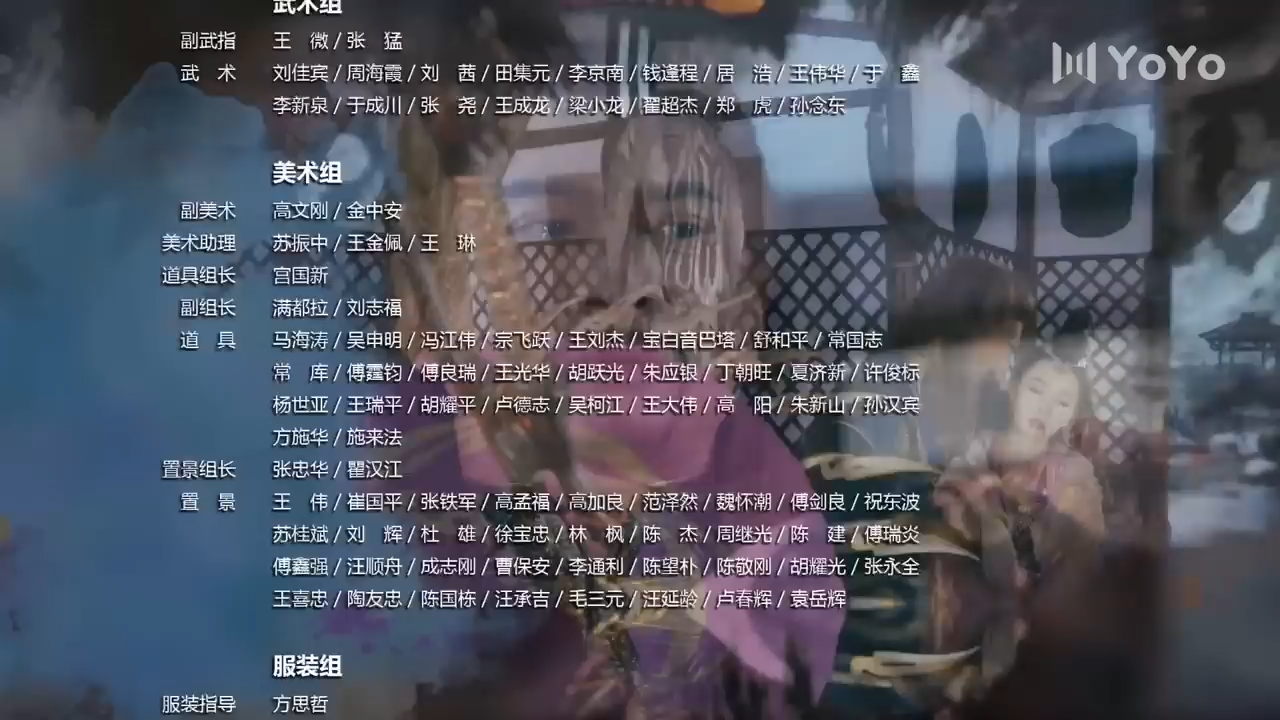 武术组
副武指 王 微 / 张 猛
YOYO
武 术 刘佳宾 / 周海霞 / 刘 茜 / 田集元 / 李京南 / 钱逢程 / 居 浩 / 王伟华 / 于 鑫
李新泉 / 于成川 / 张 尧 / 王成龙 / 梁小龙 / 翟超杰 / 郑 虎 / 孙念东
美术组
副美术 高文刚 / 金中安
美术助理 苏振中 / 王金佩 / 王 琳
道具组长 宫国新
副组长 满都拉 / 刘志福
道 具 马海涛 / 吴申明 / 冯江伟 / 宗飞跃 / 王刘杰 / 宝白音巴塔 / 舒和平 / 常国志
常 库 / 傅霆钧 / 傅良瑞 / 王光华 / 胡跃光 / 朱应银 / 丁朝旺 / 夏济新 / 许俊标
杨世亚 / 王瑞平 / 胡耀平 / 卢德志 / 吴柯江 / 王大伟 / 高 阳 / 朱新山 / 孙汉宾
方施华 / 施来法
置景组长 张忠华 / 瞿汉江
置 景 王 伟 / 崔国平 / 张铁军 / 高孟福 / 高加良 / 范泽然 / 魏怀潮 / 傅剑良 / 祝东波
苏桂斌 / 刘 辉 / 杜 雄 / 徐宝忠 / 林 枫 / 陈 杰 / 周继光 / 陈 建 / 傅瑞炎
傅鑫强 / 汪顺舟 / 成志刚 / 曹保安 / 李通利 / 陈望朴 / 陈敬刚 / 胡耀光 / 张永全
王喜忠 / 陶友忠 / 陈国栋 / 汪承吉 / 毛三元 / 汪延龄 / 卢春辉 / 袁岳辉
服装组
服装指导 方思哲